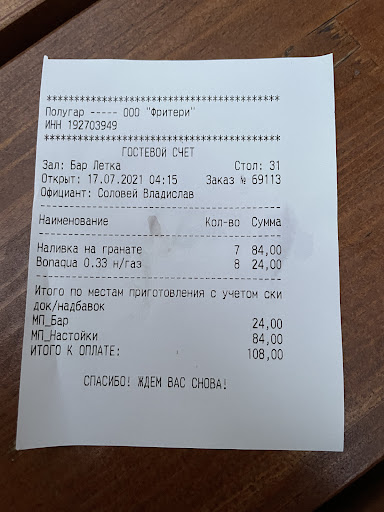 ******************************************
Полугар ----- ООО "Фритери"
ИНН 192703949
******************************************
ГОСТЕВОЙ СЧЕТ
Зал: Бар Летка Стол: 31
Открыт: 17.07.2021 04:15 Заказ № 69113
Официант: Соловей Владислав
------------------------------------------
Наименование Кол-во Сумма
------------------------------------------
Наливка на гранате 7 84,00
Bonaqua 0.33 н/газ 8 24,00
------------------------------------------
Итого по местам приготовления с учетом ски
док/надбавок
МП_Бар 24,00
МП_Настойки 84,00
ИТОГО К ОПЛАТЕ: 108,00
СПАСИБО! ЖДЕМ ВАС СНОВА!